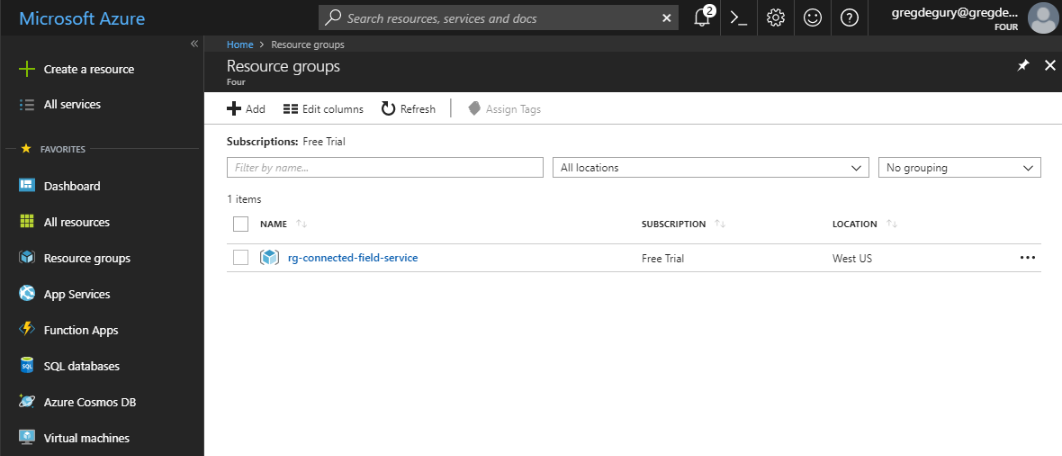 Microsoft Azure
Search resources, services and docs
2
gregdegury@gregde...
FOUR
Create a resource
All services
FAVORITES
Dashboard
All resources
Resource groups
App Services
Function Apps
SQL databases
Azure Cosmos DB
Virtual machines
Home > Resource groups
Resource groups
Four
Add Edit columns Refresh Assign Tags
Subscriptions: Free Trial
Filter by name... All locations No grouping
1 items
NAME SUBSCRIPTION LOCATION
rg-connected-field-service Free Trial West US